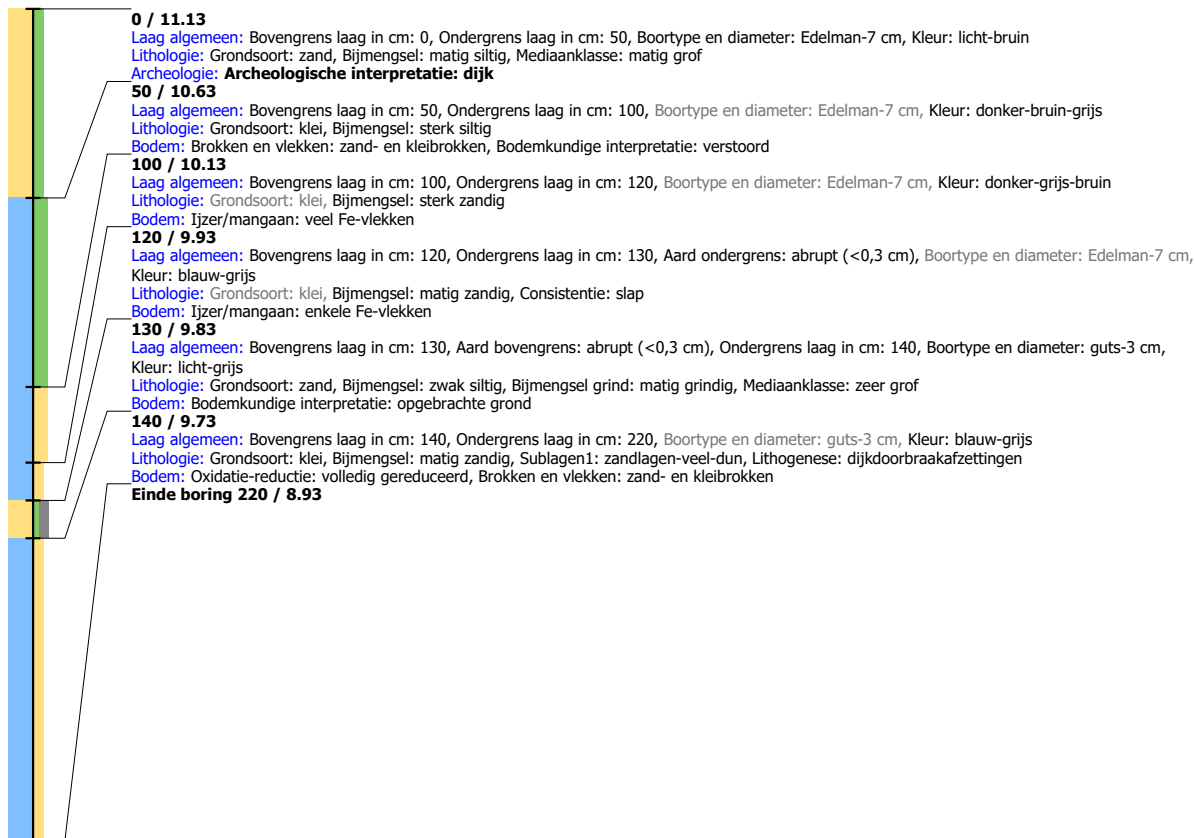 0 / 11.13
Laag algemeen: Bovengrens laag in cm: 0, Ondergrens laag in cm: 50, Boortype en diameter: Edelman-7 cm, Kleur: licht-bruin
Lithologie: Grondsoort: zand, Bijmengsel: matig siltig, Mediaanklasse: matig grof
Archeologie: Archeologische interpretatie: dijk
50 / 10.63
Laag algemeen: Bovengrens laag in cm: 50, Ondergrens laag in cm: 100, Boortype en diameter: Edelman-7 cm, Kleur: donker-bruin-grijs
Lithologie: Grondsoort: klei, Bijmengsel: sterk siltig
Bodem: Brokken en vlekken: zand- en kleibrokken, Bodemkundige interpretatie: verstoord
100 / 10.13
Laag algemeen: Bovengrens laag in cm: 100, Ondergrens laag in cm: 120, Boortype en diameter: Edelman-7 cm, Kleur: donker-grijs-bruin
Lithologie: Grondsoort: klei, Bijmengsel: sterk zandig
Bodem: Ijzer/mangaan: veel Fe-vlekken
120 / 9.93
Laag algemeen: Bovengrens laag in cm: 120, Ondergrens laag in cm: 130, Aard ondergrens: abrupt (<0,3 cm), Boortype en diameter: Edelman-7 cm,
Kleur: blauw-grijs
Lithologie: Grondsoort: klei, Bijmengsel: matig zandig, Consistentie: slap
Bodem: Ijzer/mangaan: enkele Fe-vlekken
130 / 9.83
Laag algemeen: Bovengrens laag in cm: 130, Aard bovengrens: abrupt (<0,3 cm), Ondergrens laag in cm: 140, Boortype en diameter: guts-3 cm,
Kleur: licht-grijs
Lithologie: Grondsoort: zand, Bijmengsel: zwak siltig, Bijmengsel grind: matig grindig, Mediaanklasse: zeer grof
Bodem: Bodemkundige interpretatie: opgebrachte grond
140 / 9.73
Laag algemeen: Bovengrens laag in cm: 140, Ondergrens laag in cm: 220, Boortype en diameter: guts-3 cm, Kleur: blauw-grijs
Lithologie: Grondsoort: klei, Bijmengsel: matig zandig, Sublagen1: zandlagen-veel-dun, Lithogenese: dijkdoorbraakafzettingen
Bodem: Oxidatie-reductie: volledig gereduceerd, Brokken en vlekken: zand- en kleibrokken
Einde boring 220 / 8.93